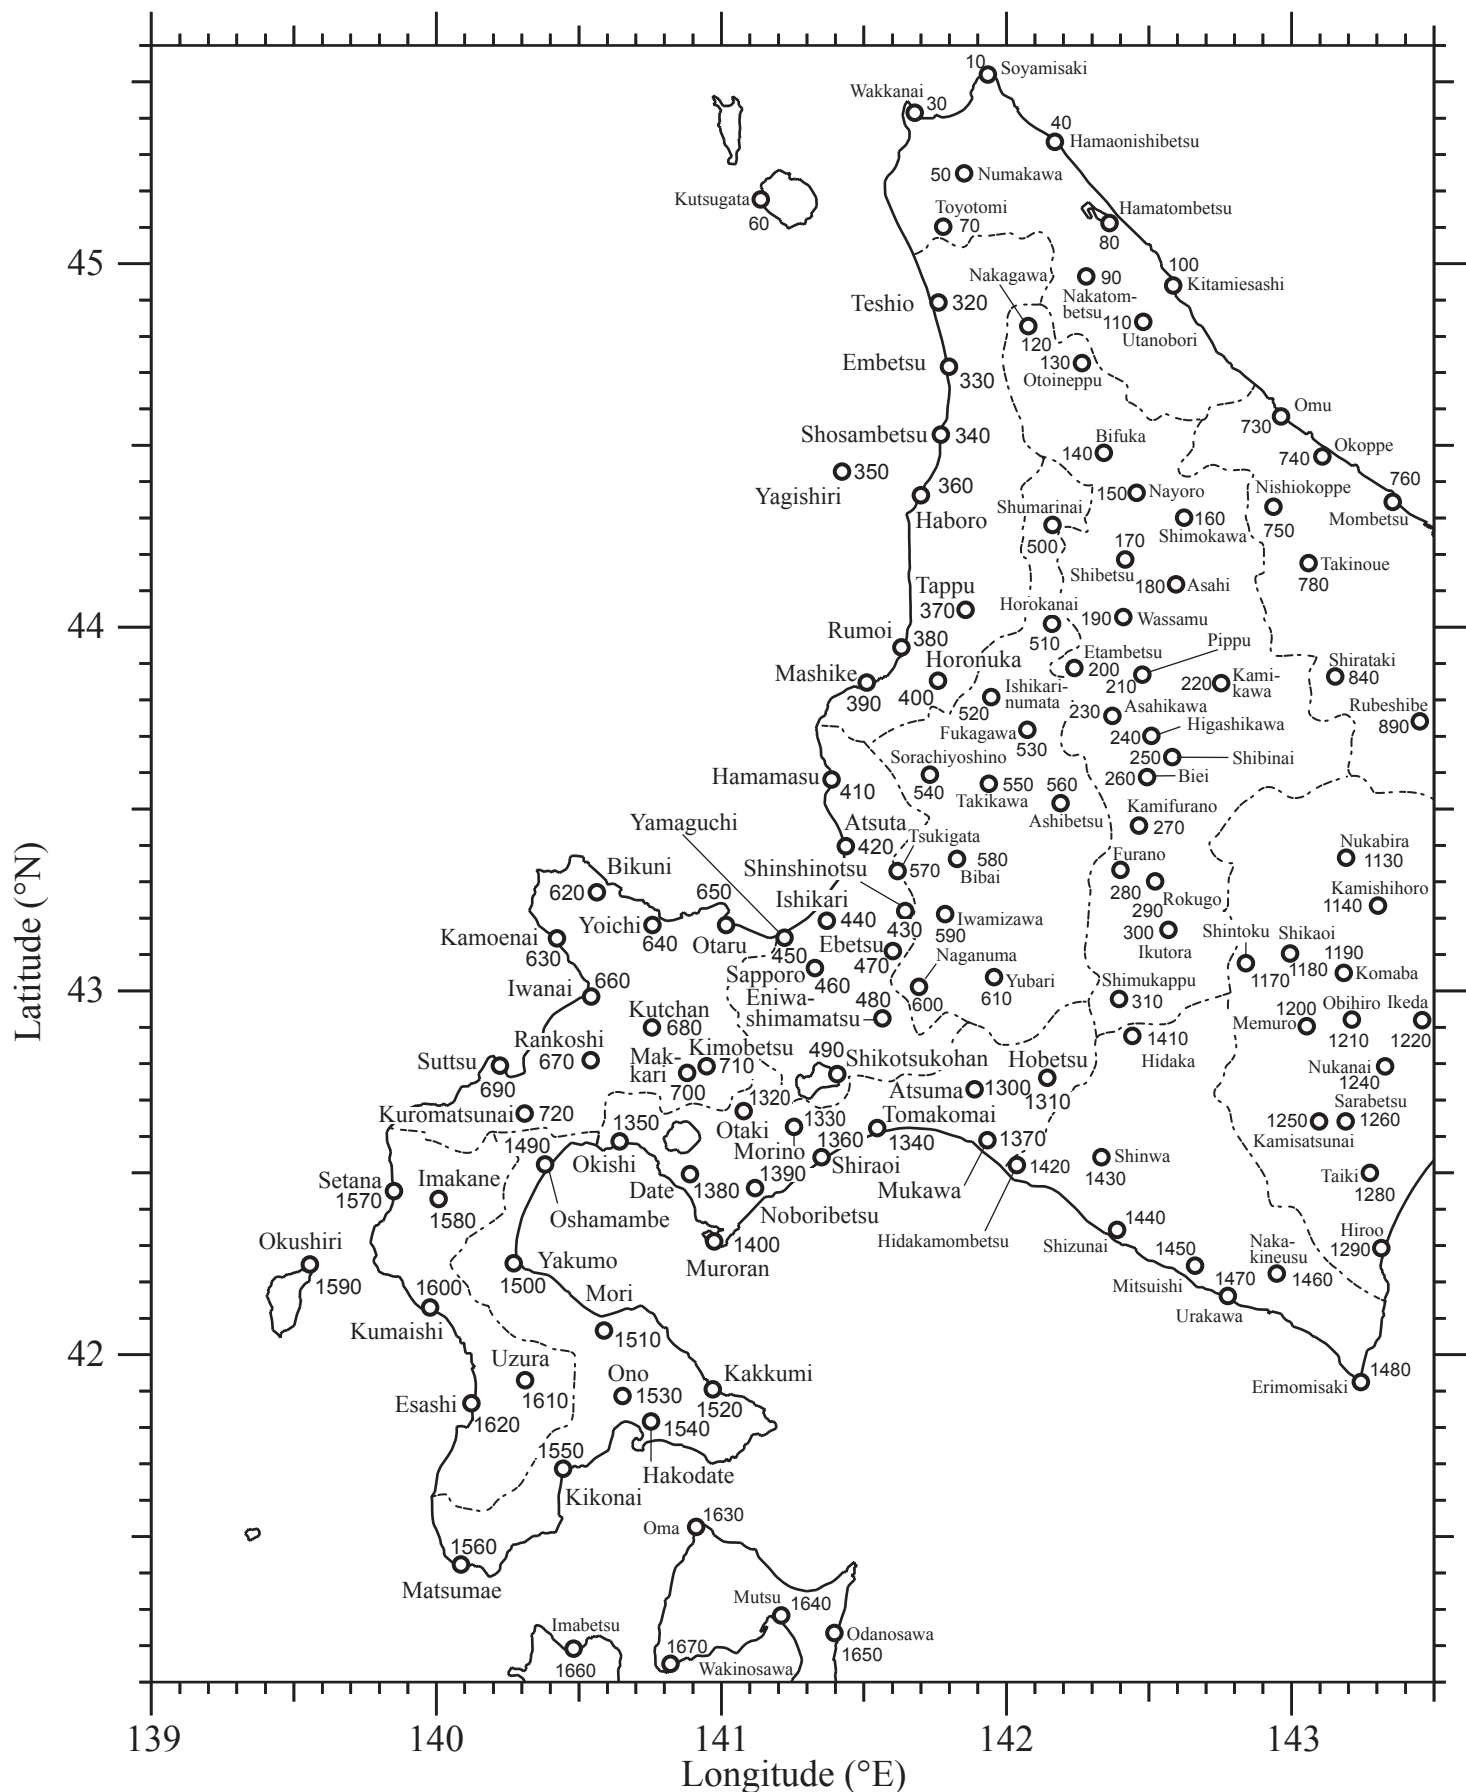 10
Soyamisaki
Wakkanai
30
40
Hamaonishibetsu
50
Numakawa
Kutsugata
60
Toyotomi
70
Hamatombetsu
80
45
Nakagawa
90
Nakatom-
betsu
100
Kitamiesashi
Teshio
320
110
Utanobori
120
130
Otoineppu
Embetsu
330
Omu
730
Shosambetsu
340
Bifuka
140
Okoppe
740
350
Yagishiri
360
Haboro
150
Nayoro
Nishiokoppe
750
760
Mombetsu
Shumarinai
500
160
Shimokawa
170
Shibetsu
Takinoue
780
180
Asahi
Tappu
370
Horokanai
510
190
Wassamu
44
Rumoi
380
Pippu
Etambetsu
200
210
Mashike
390
Horonuka
400
220
Kami-
kawa
Shirataki
840
Ishikari-
numata
520
230
Asahikawa
Rubeshibe
890
Fukagawa
530
240
Higashikawa
Sorachiyoshino
540
250
Shibinai
Hamamasu
410
Takikawa
550
560
Ashibetsu
260
Biei
Kamifurano
270
Yamaguchi
Atsuta
420
Tsukigata
570
Nukabira
1130
Bikuni
620
Shinshinotsu
580
Bibai
Furano
280
290
Rokugo
Kamishihoro
1140
650
Ishikari
440
Yoichi
640
Otaru
430
Iwamizawa
590
300
Ikutora
Shintoku
1170
Shikaoi
1180
1190
Komaba
Kamoenai
630
450
Ebetsu
470
Sapporo
460
Naganuma
600
Yubari
610
43
Latitude (°N)
Iwanai
660
Eniwa-
shimamatsu
480
Shimukappu
310
1200
Memuro
Obihiro
1210
Ikeda
1220
Kutchan
680
1410
Hidaka
Suttsu
690
Rankoshi
670
Mak-
kari
700
Kimobetsu
710
490
Shikotsukohan
Hobetsu
1310
Nukanai
1240
Atsuma
1300
Kuromatsunai
720
1320
Otaki
1330
Morino
Tomakomai
1340
Sarabetsu
1260
1250
Kamisatsunai
1350
Okishi
1360
Shiraoi
1370
Mukawa
1490
Oshamambe
Shinwa
1430
1420
Hidakamombetsu
Setana
1570
Imakane
1580
Date
1380
1390
Noboribetsu
Taiki
1280
1400
Muroran
1440
Shizunai
Hiroo
1290
Okushiri
1590
Yakumo
1500
1450
Mitsuishi
Naka-
kineusu
1460
1600
Kumaishi
Mori
1510
1470
Urakawa
42
Uzura
1610
Ono
1530
Kakkumi
1520
1480
Erimomisaki
Esashi
1620
1540
Hakodate
1550
Kikonai
1560
Matsumae
Oma
1630
Mutsu
1640
Imabetsu
1660
1670
Wakinosawa
Odanosawa
1650
139
140
141
142
143
Longitude (°E)